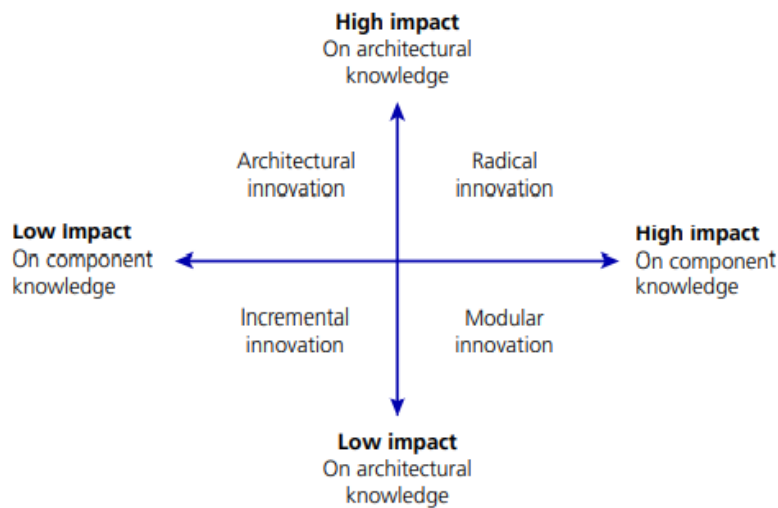 High impact
On architectural
knowledge
Architectural
innovation
Radical
innovation
Low impact
On component
knowledge
High impact
On component
knowledge
Incremental
innovation
Modular
innovation
Low impact
On architectural
knowledge